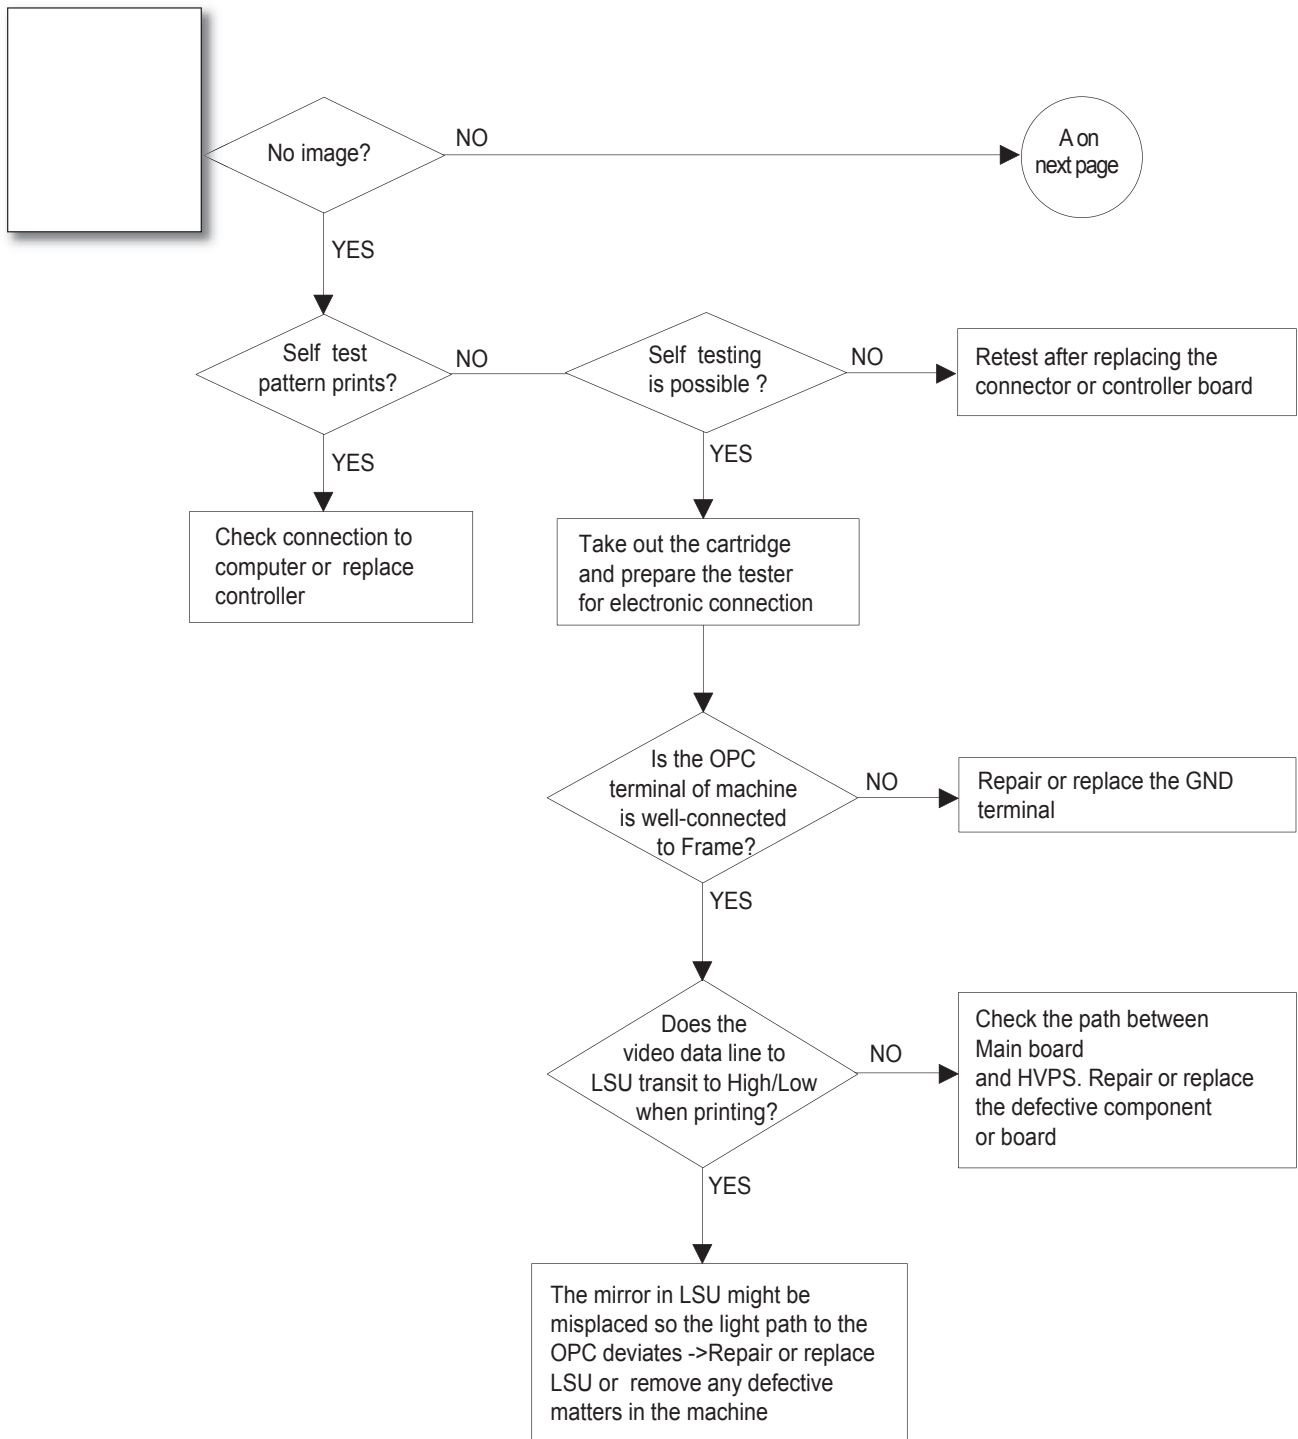 No image?
NO
A on
next page
YES
Self test
pattern prints?
NO
Self testing
is possible ?
NO
Retest after replacing the
connector or controller board
YES
Check connection to
computer or replace
controller
YES
Take out the cartridge
and prepare the tester
for electronic connection
Is the OPC
terminal of machine
is well-connected
to Frame?
NO
Repair or replace the GND
terminal
YES
Does the
video data line to
LSU transit to High/Low
when printing?
NO
Check the path between
Main board
and HVPS. Repair or replace
the defective component
or board
YES
The mirror in LSU might be
misplaced so the light path to the
OPC deviates ->Repair or replace
LSU or remove any defective
matters in the machine